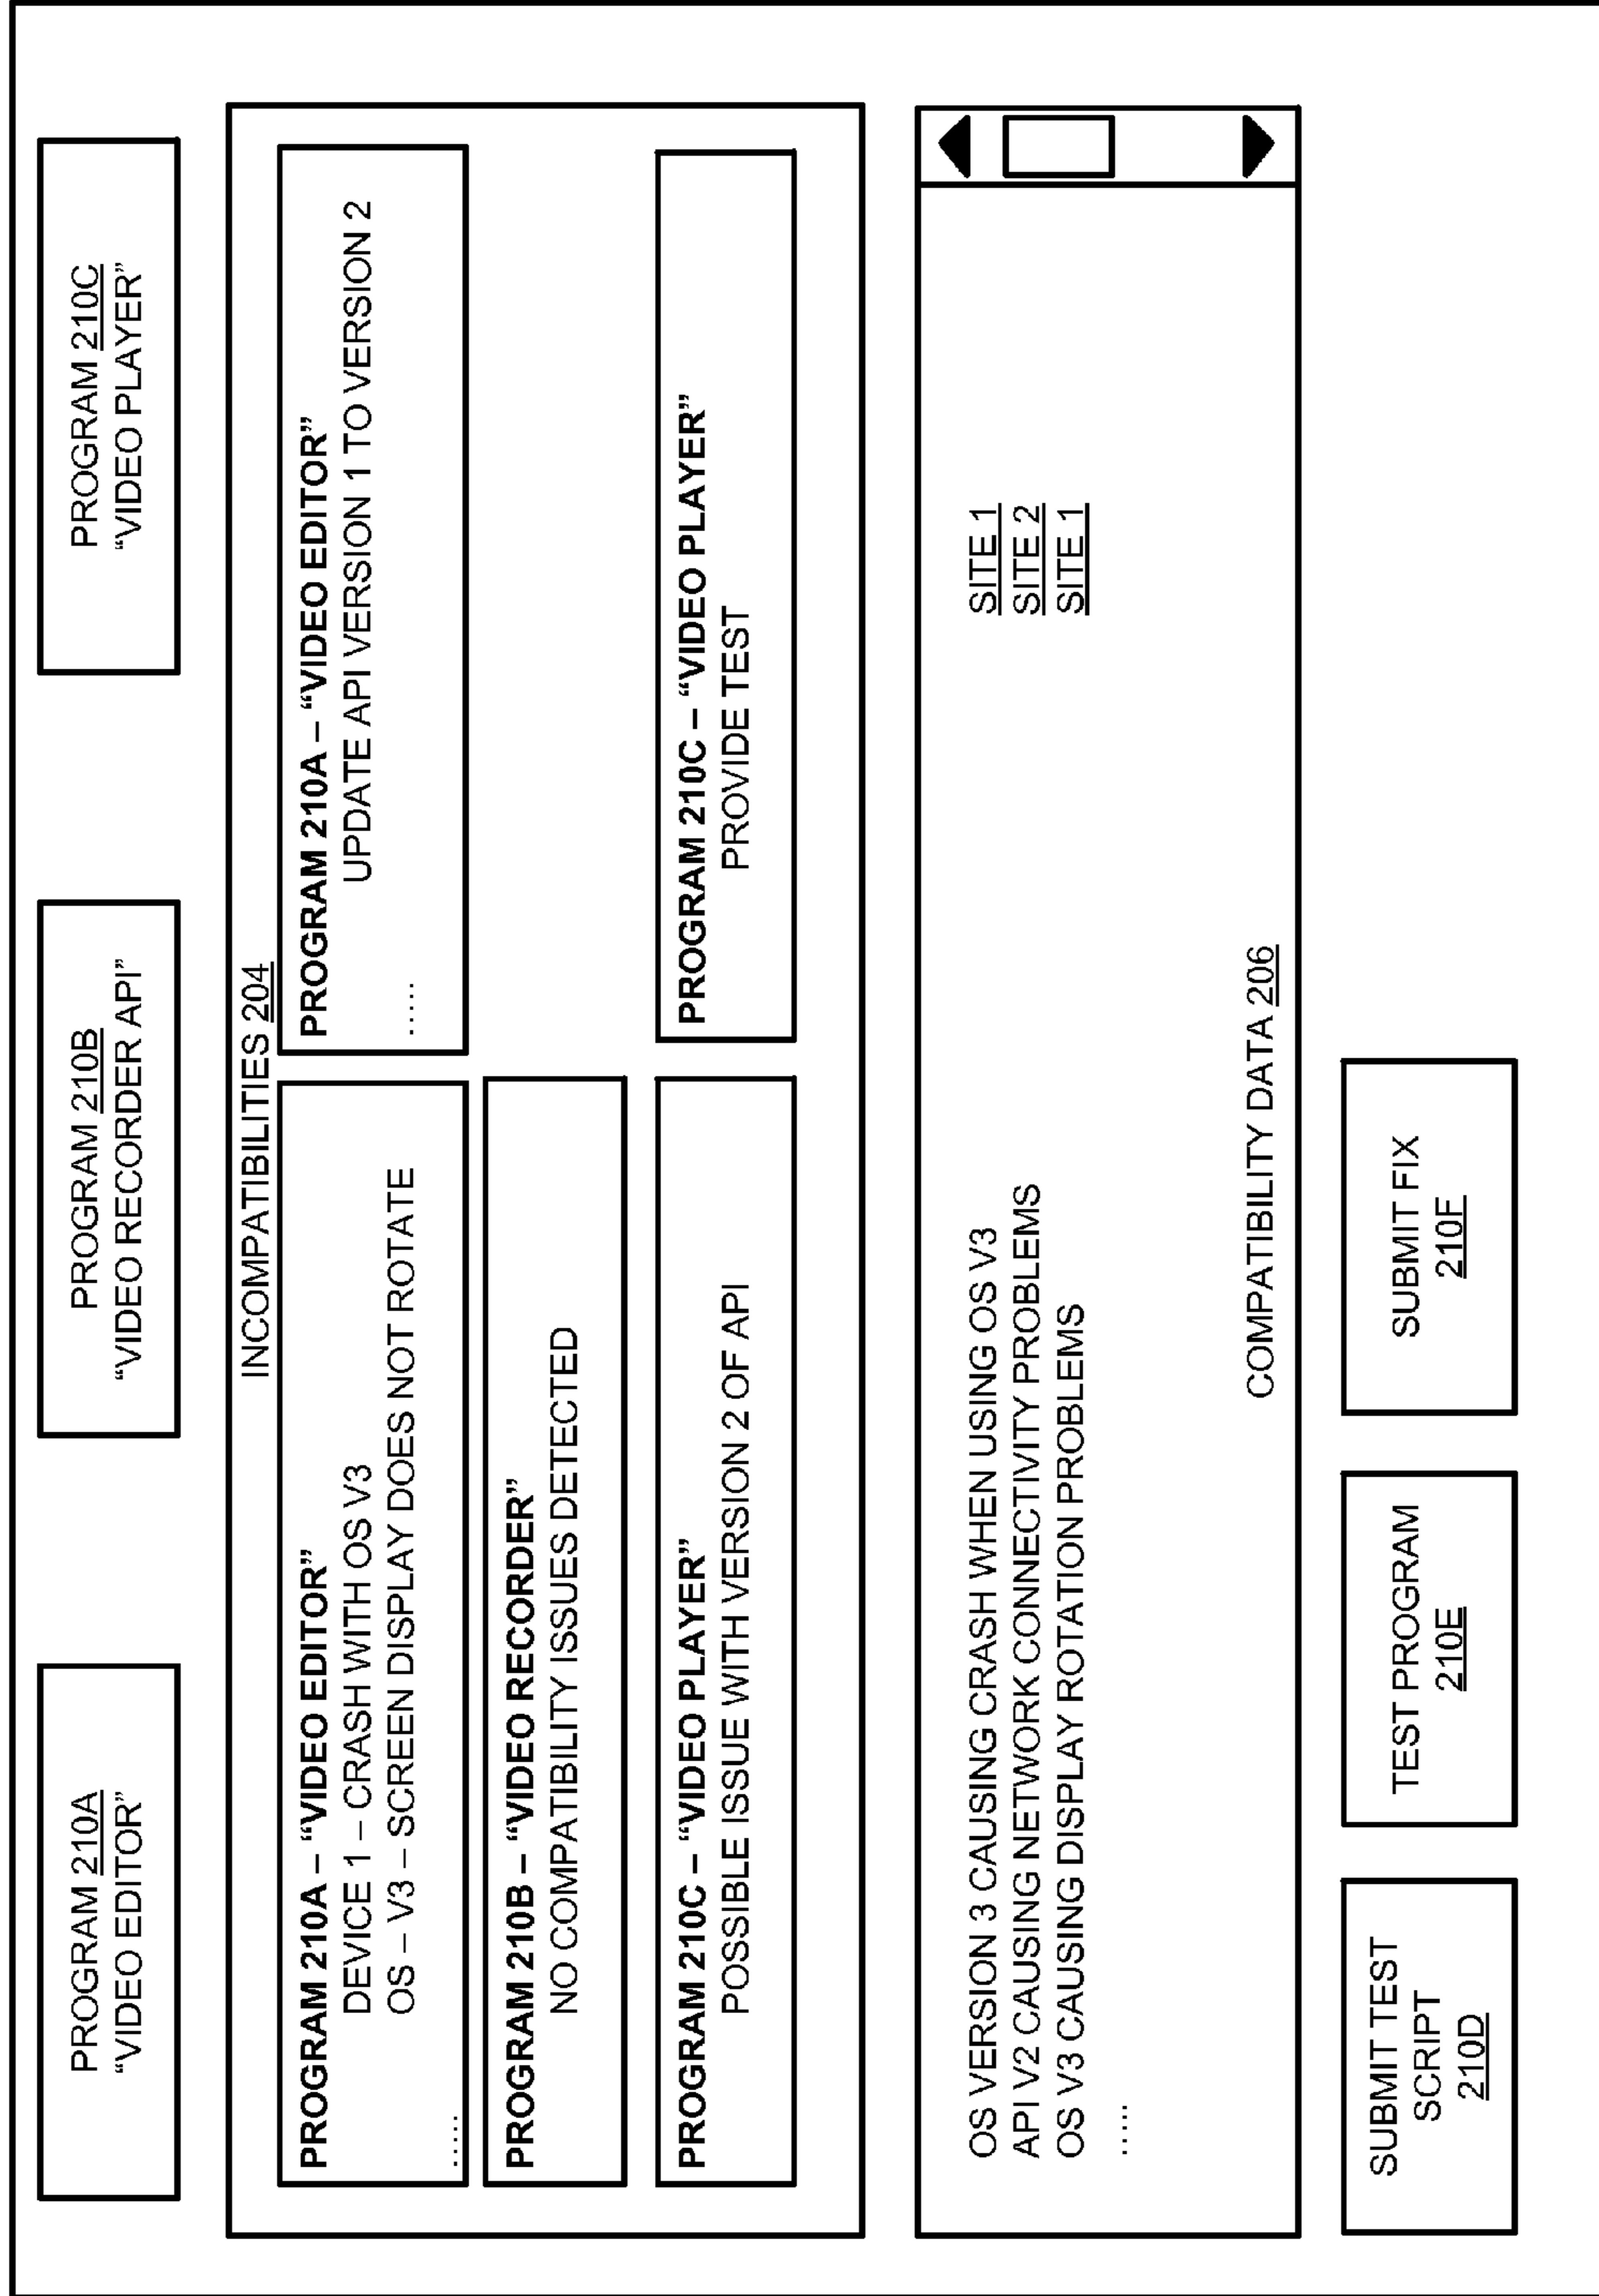 PROGRAM 210A
“VIDEO EDITOR”
PROGRAM 210B
“VIDEO RECORDER API”
PROGRAM 210C
“VIDEO PLAYER”
INCOMPATIBILITIES 204
PROGRAM 210A – “VIDEO EDITOR”
DEVICE 1 – CRASH WITH OS V3
OS – V3 – SCREEN DISPLAY DOES NOT ROTATE
.....
PROGRAM 210A – “VIDEO EDITOR”
UPDATE API VERSION 1 TO VERSION 2
.....
PROGRAM 210B – “VIDEO RECORDER”
NO COMPATIBILITY ISSUES DETECTED
PROGRAM 210C – “VIDEO PLAYER”
POSSIBLE ISSUE WITH VERSION 2 OF API
PROGRAM 210C – “VIDEO PLAYER”
PROVIDE TEST
OS VERSION 3 CAUSING CRASH WHEN USING OS V3 SITE 1
API V2 CAUSING NETWORK CONNECTIVITY PROBLEMS SITE 2
OS V3 CAUSING DISPLAY ROTATION PROBLEMS SITE 1
.....
COMPATIBILITY DATA 206
SUBMIT TEST
SCRIPT
210D
TEST PROGRAM
210E
SUBMIT FIX
210F